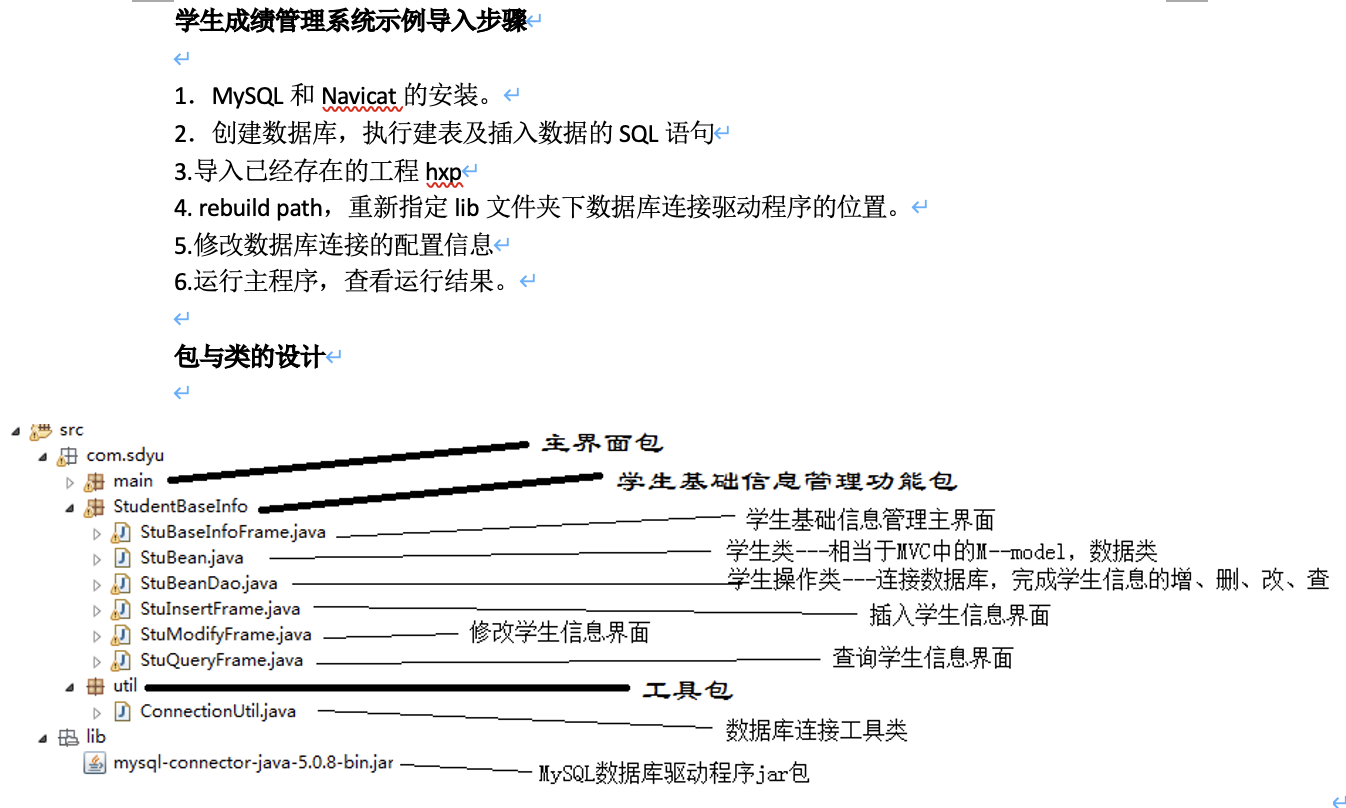 学生成绩管理系统示例导入步骤
1. MySQL 和 Navicat 的安装。
2. 创建数据库，执行建表及插入数据的 SQL 语句
3.导入已经存在的工程 hxp
4. rebuild path，重新指定 lib 文件夹下数据库连接驱动程序的位置。
5.修改数据库连接的配置信息
6.运行主程序，查看运行结果。
包与类的设计
src
com.sdyu
main 主界面包
StudentBaseInfo 学生基础信息管理功能包
StuBaseInfoFrame.java 学生基础信息管理主界面
StuBean.java 学生类---相当于MVC中的M--model，数据类
StuBeanDao.java 学生操作类---连接数据库，完成学生信息的增、删、改、查
StuInsertFrame.java 插入学生信息界面
StuModifyFrame.java 修改学生信息界面
StuQueryFrame.java 查询学生信息界面
util 工具包
ConnectionUtil.java 数据库连接工具类
lib
mysql-connector-java-5.0.8-bin.jar MySQL数据库驱动程序jar包